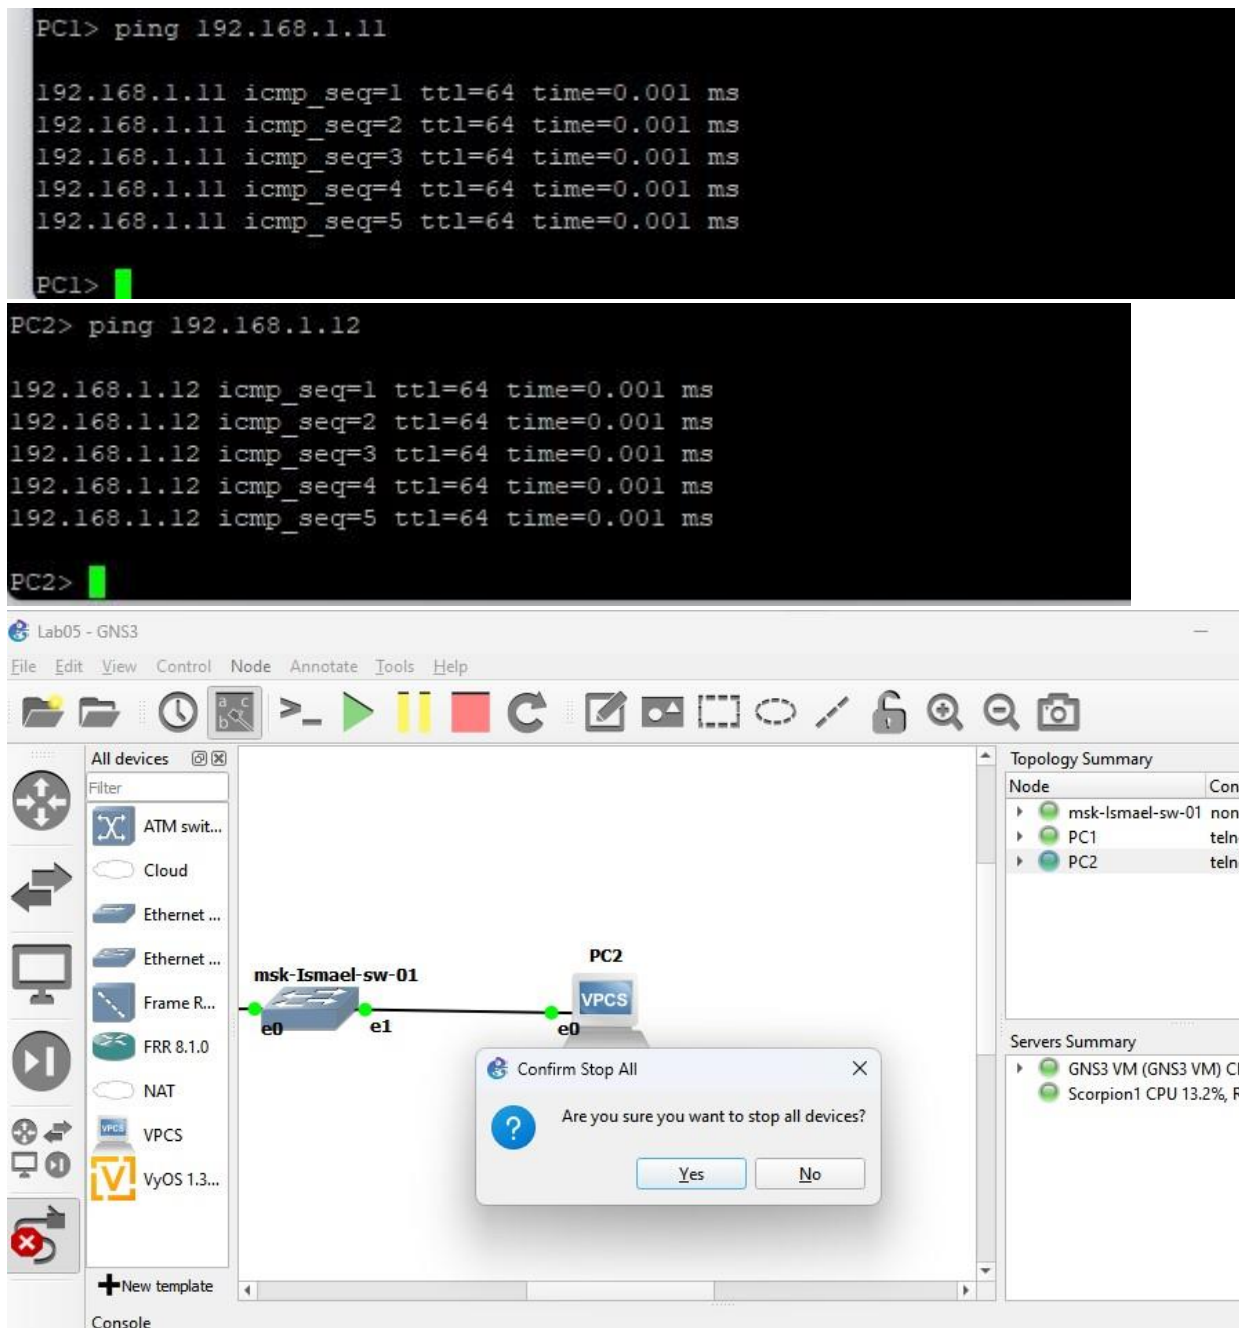 PC1> ping 192.168.1.11
192.168.1.11 icmp_seq=1 ttl=64 time=0.001 ms
192.168.1.11 icmp_seq=2 ttl=64 time=0.001 ms
192.168.1.11 icmp_seq=3 ttl=64 time=0.001 ms
192.168.1.11 icmp_seq=4 ttl=64 time=0.001 ms
192.168.1.11 icmp_seq=5 ttl=64 time=0.001 ms
PC1>
PC2> ping 192.168.1.12
192.168.1.12 icmp_seq=1 ttl=64 time=0.001 ms
192.168.1.12 icmp_seq=2 ttl=64 time=0.001 ms
192.168.1.12 icmp_seq=3 ttl=64 time=0.001 ms
192.168.1.12 icmp_seq=4 ttl=64 time=0.001 ms
192.168.1.12 icmp_seq=5 ttl=64 time=0.001 ms
PC2>
Lab05 - GNS3
File Edit View Control Node Annotate Tools Help
All devices
Filter
ATM swit...
Cloud
Ethernet ...
Ethernet ...
Frame R...
FRR 8.1.0
NAT
VPCS
VyOS 1.3...
New template
Console
msk-Ismael-sw-01
e0
e1
PC2
VPCS
e0
Confirm Stop All
Are you sure you want to stop all devices?
Yes
No
Topology Summary
Node Con
msk-Ismael-sw-01 non
PC1 teln
PC2 teln
Servers Summary
GNS3 VM (GNS3 VM) C
Scorpion1 CPU 13.2%, R